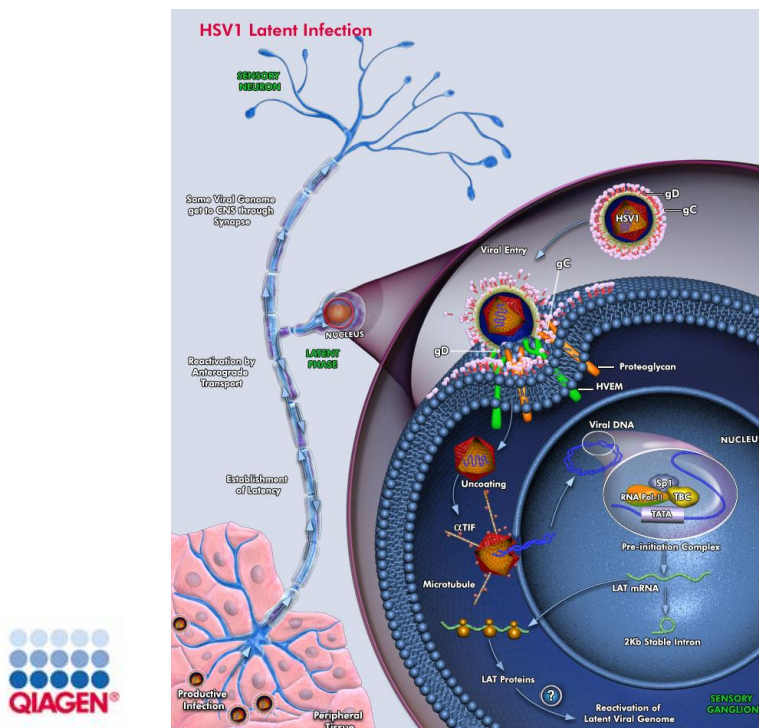 HSV1 Latent Infection
SENSORY
NEURON
Some Viral Genome
get to CNS through
Synapse
gD
gC
HSV1
Viral Entry
gC
NUCLEUS
LATENT
PHASE
gD
Reactivation by
Anterograde
Transport
Proteoglycan
HVEM
Viral DNA
NUCLEUS
Sp1
RNA Pol-II
TBC
TATA
Uncoating
Establishment
of Latency
αTIF
Pre-initiation Complex
Microtubule
LAT mRNA
2Kb Stable Intron
LAT Proteins
?
Productive
Infection
Peripheral
Tissue
Reactivation of
Latent Viral Genome
SENSORY
GANGLION
QIAGEN®